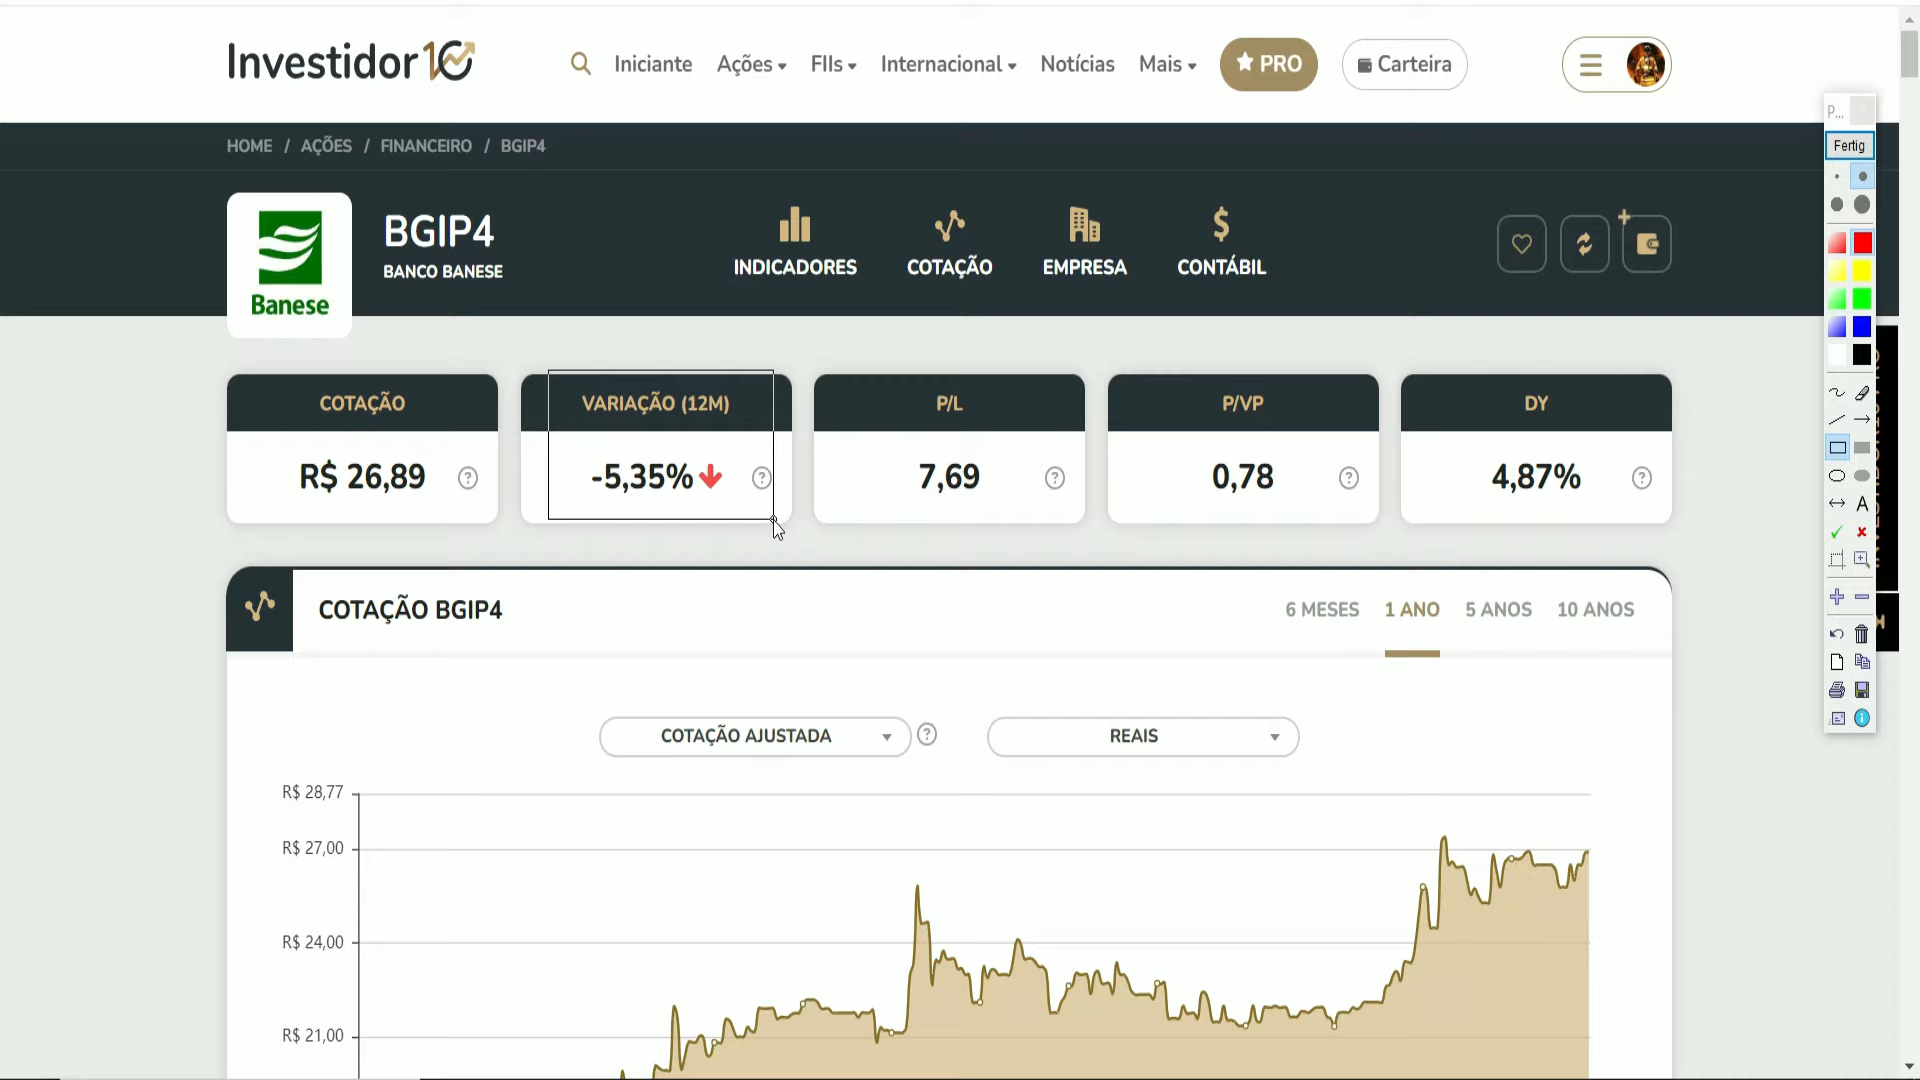 Investidor10
Iniciante
Ações
FIIs
Internacional
Notícias
Mais
PRO
Carteira
HOME / AÇÕES / FINANCEIRO / BGIP4
Banese
BGIP4
BANCO BANESE
INDICADORES
COTAÇÃO
EMPRESA
CONTÁBIL
P...
Fertig
COTAÇÃO
R$ 26,89
VARIAÇÃO (12M)
-5,35%
P/L
7,69
P/VP
0,78
DY
4,87%
COTAÇÃO BGIP4
6 MESES
1 ANO
5 ANOS
10 ANOS
COTAÇÃO AJUSTADA
REAIS
R$ 28,77
R$ 27,00
R$ 24,00
R$ 21,00